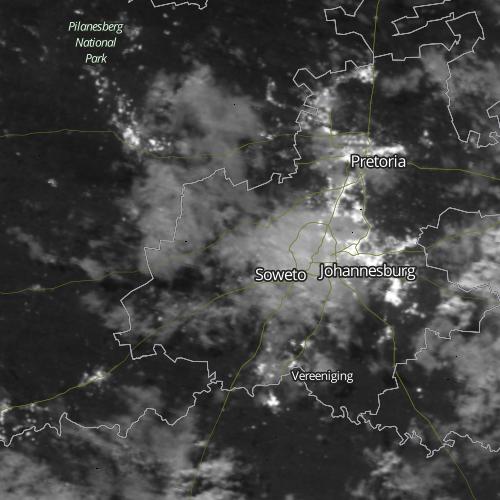 Pilanesberg
National
Park
Pretoria
Soweto
Johannesburg
Vereeniging